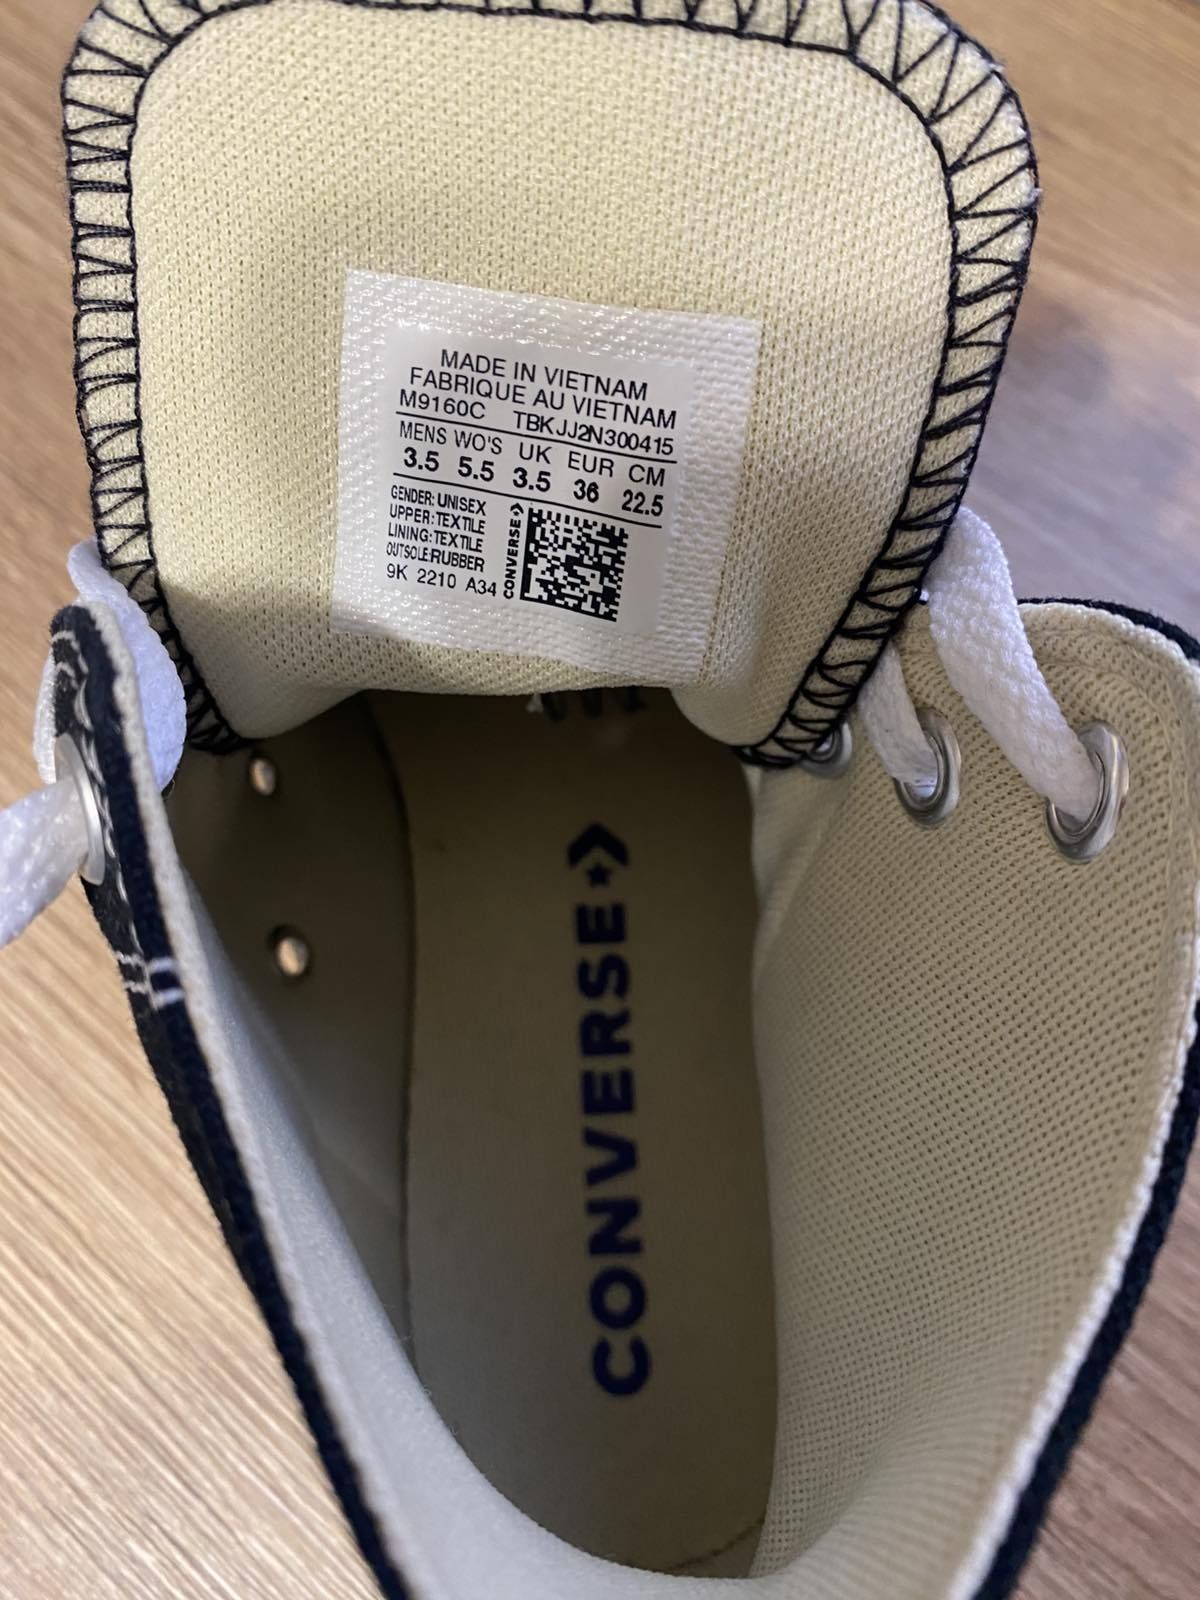 MADE IN VIETNAM
FABRIQUE AU VIETNAM
M9160C TBKJJ2N300415
MENS WO'S UK EUR CM
3.5 5.5 3.5 36 22.5
GENDER: UNISEX
UPPER: TEXTILE
LINING: TEXTILE
OUTSOLE: RUBBER
9K 2210 A34
CONVERSE
CONVERSE